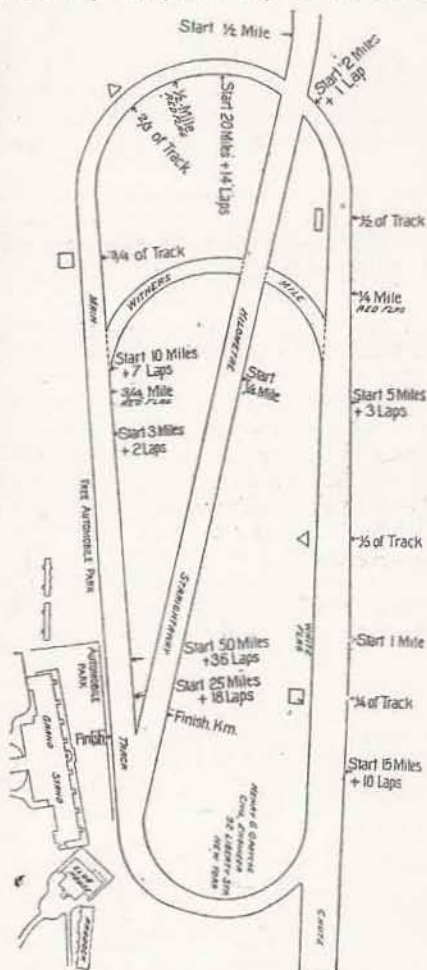 Start ½ Mile
Start 2 Miles
+ 1 Lap
½ Mile
RED FLAG
⅔ of Track
Start 20 Miles
+ 14 Laps
½ of Track
¾ of Track
WITHERS
MILE
¼ Mile
RED FLAG
MAIN
KILOMETRE
Start 10 Miles
+ 7 Laps
¾ Mile
RED FLAG
Start
¼ Mile
Start 5 Miles
+ 3 Laps
Start 3 Miles
+ 2 Laps
FREE AUTOMOBILE PARK
⅓ of Track
STRAIGHTAWAY
WHITE
FLAG
Start 1 Mile
Start 50 Miles
+36 Laps
AUTOMOBILE
PARK
Start 25 Miles
+ 18 Laps
¼ of Track
Finish Km.
GRAND
STAND
Finish
TRACK
Start 15 Miles
+ 10 Laps
CIVIL ENGINEER
52 LIBERTY ST.
NEW YORK
CLUB
HOUSE
PADDOCK
CHUTE